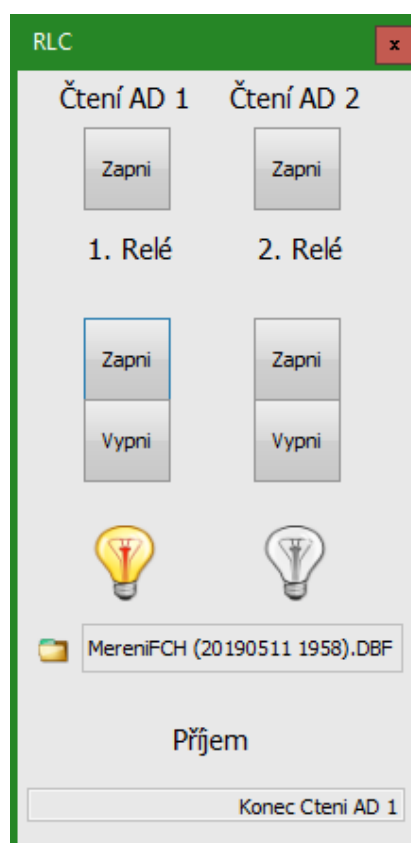 RLC x
Čtení AD 1 Čtení AD 2
Zapni Zapni
1. Relé 2. Relé
Zapni Zapni
Vypni Vypni
MereniFCH (20190511 1958).DBF
Příjem
Konec Cteni AD 1